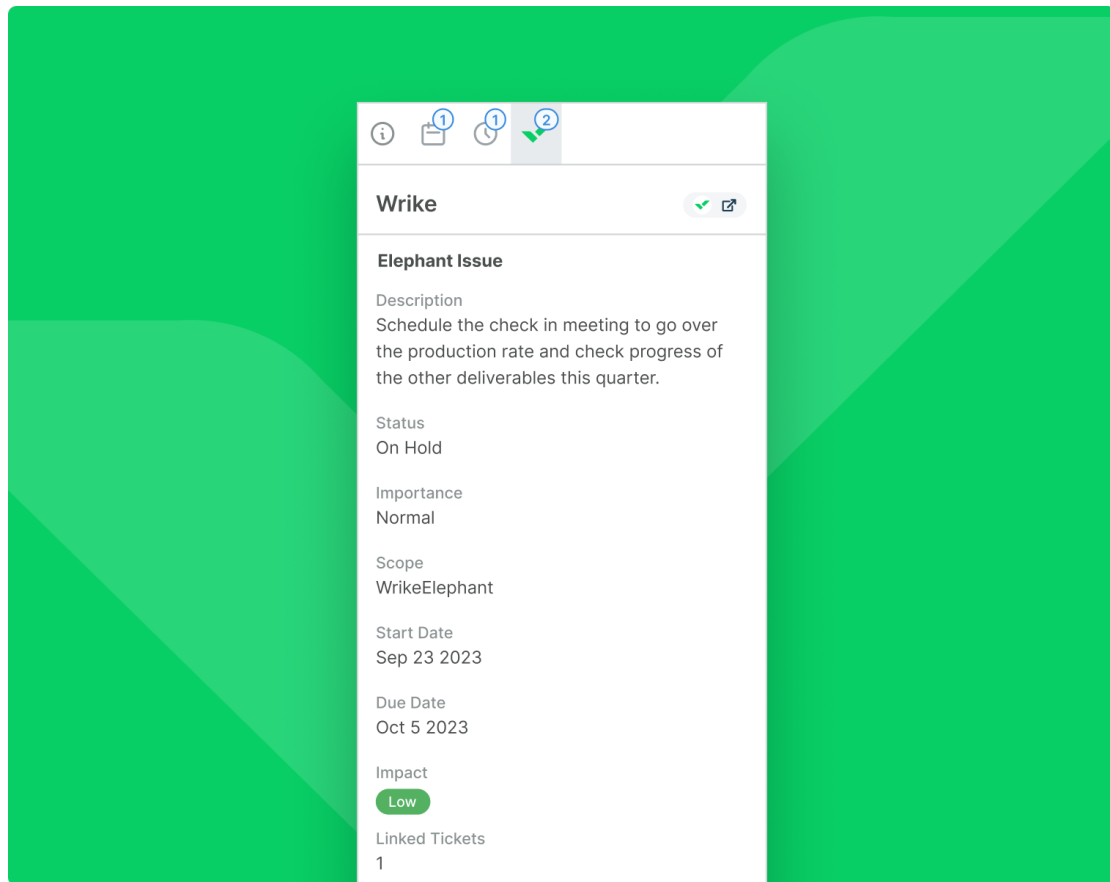 1
1
2
Wrike
Elephant Issue
Description
Schedule the check in meeting to go over
the production rate and check progress of
the other deliverables this quarter.
Status
On Hold
Importance
Normal
Scope
WrikeElephant
Start Date
Sep 23 2023
Due Date
Oct 5 2023
Impact
Low
Linked Tickets
1